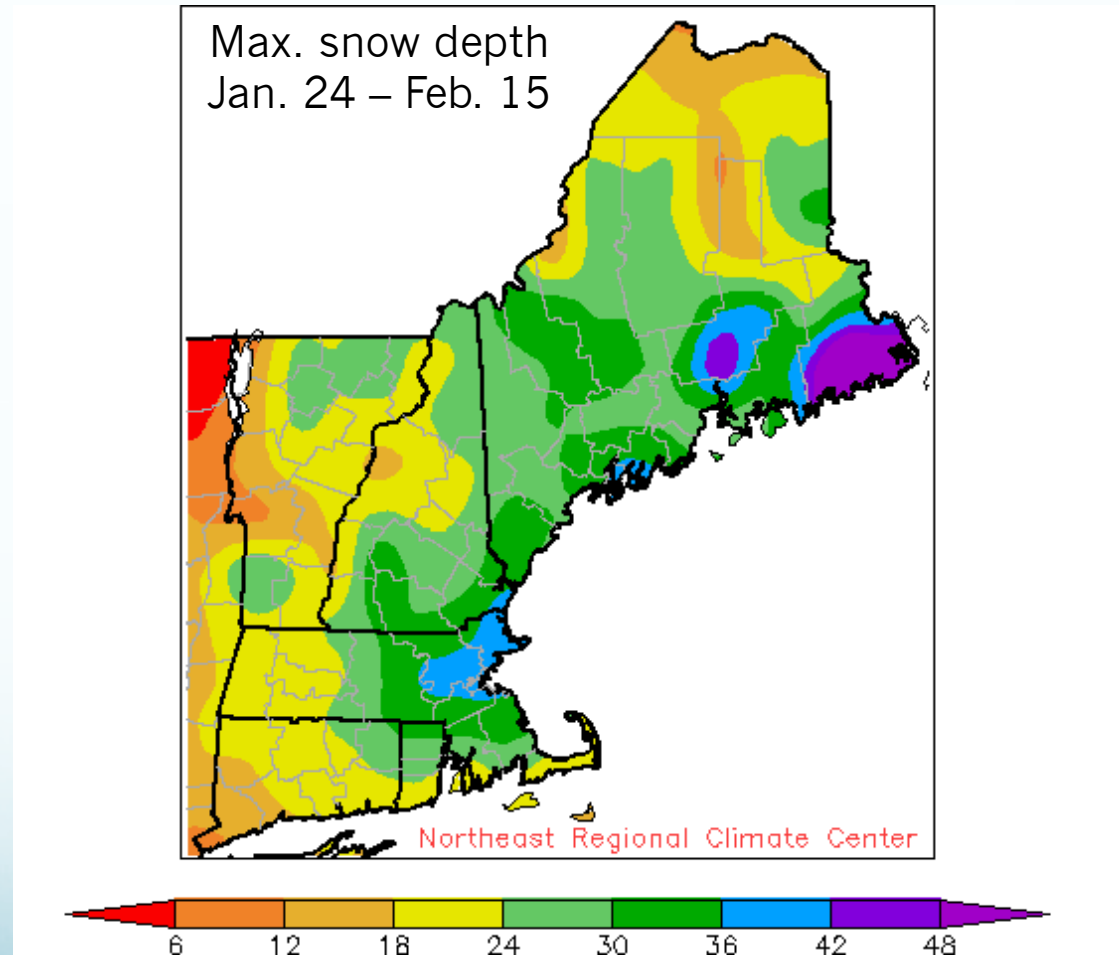 Max. snow depth
Jan. 24 – Feb. 15
Northeast Regional Climate Center
6 12 18 24 30 36 42 48